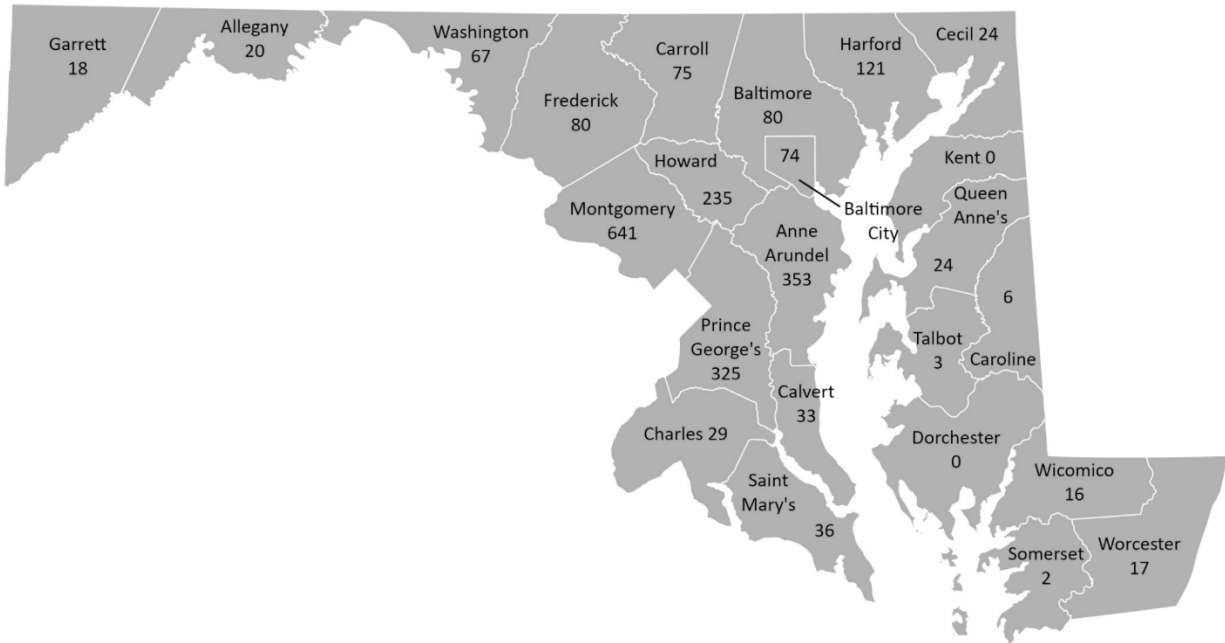 Garrett
18
Allegany
20
Washington
67
Frederick
80
Carroll
75
Baltimore
80
74
Baltimore
City
Harford
121
Cecil 24
Kent 0
Queen
Anne's
24
Howard
235
Montgomery
641
Anne
Arundel
353
Prince
George's
325
Talbot
3
6
Caroline
Calvert
33
Charles 29
Saint
Mary's
36
Dorchester
0
Wicomico
16
Somerset
2
Worcester
17